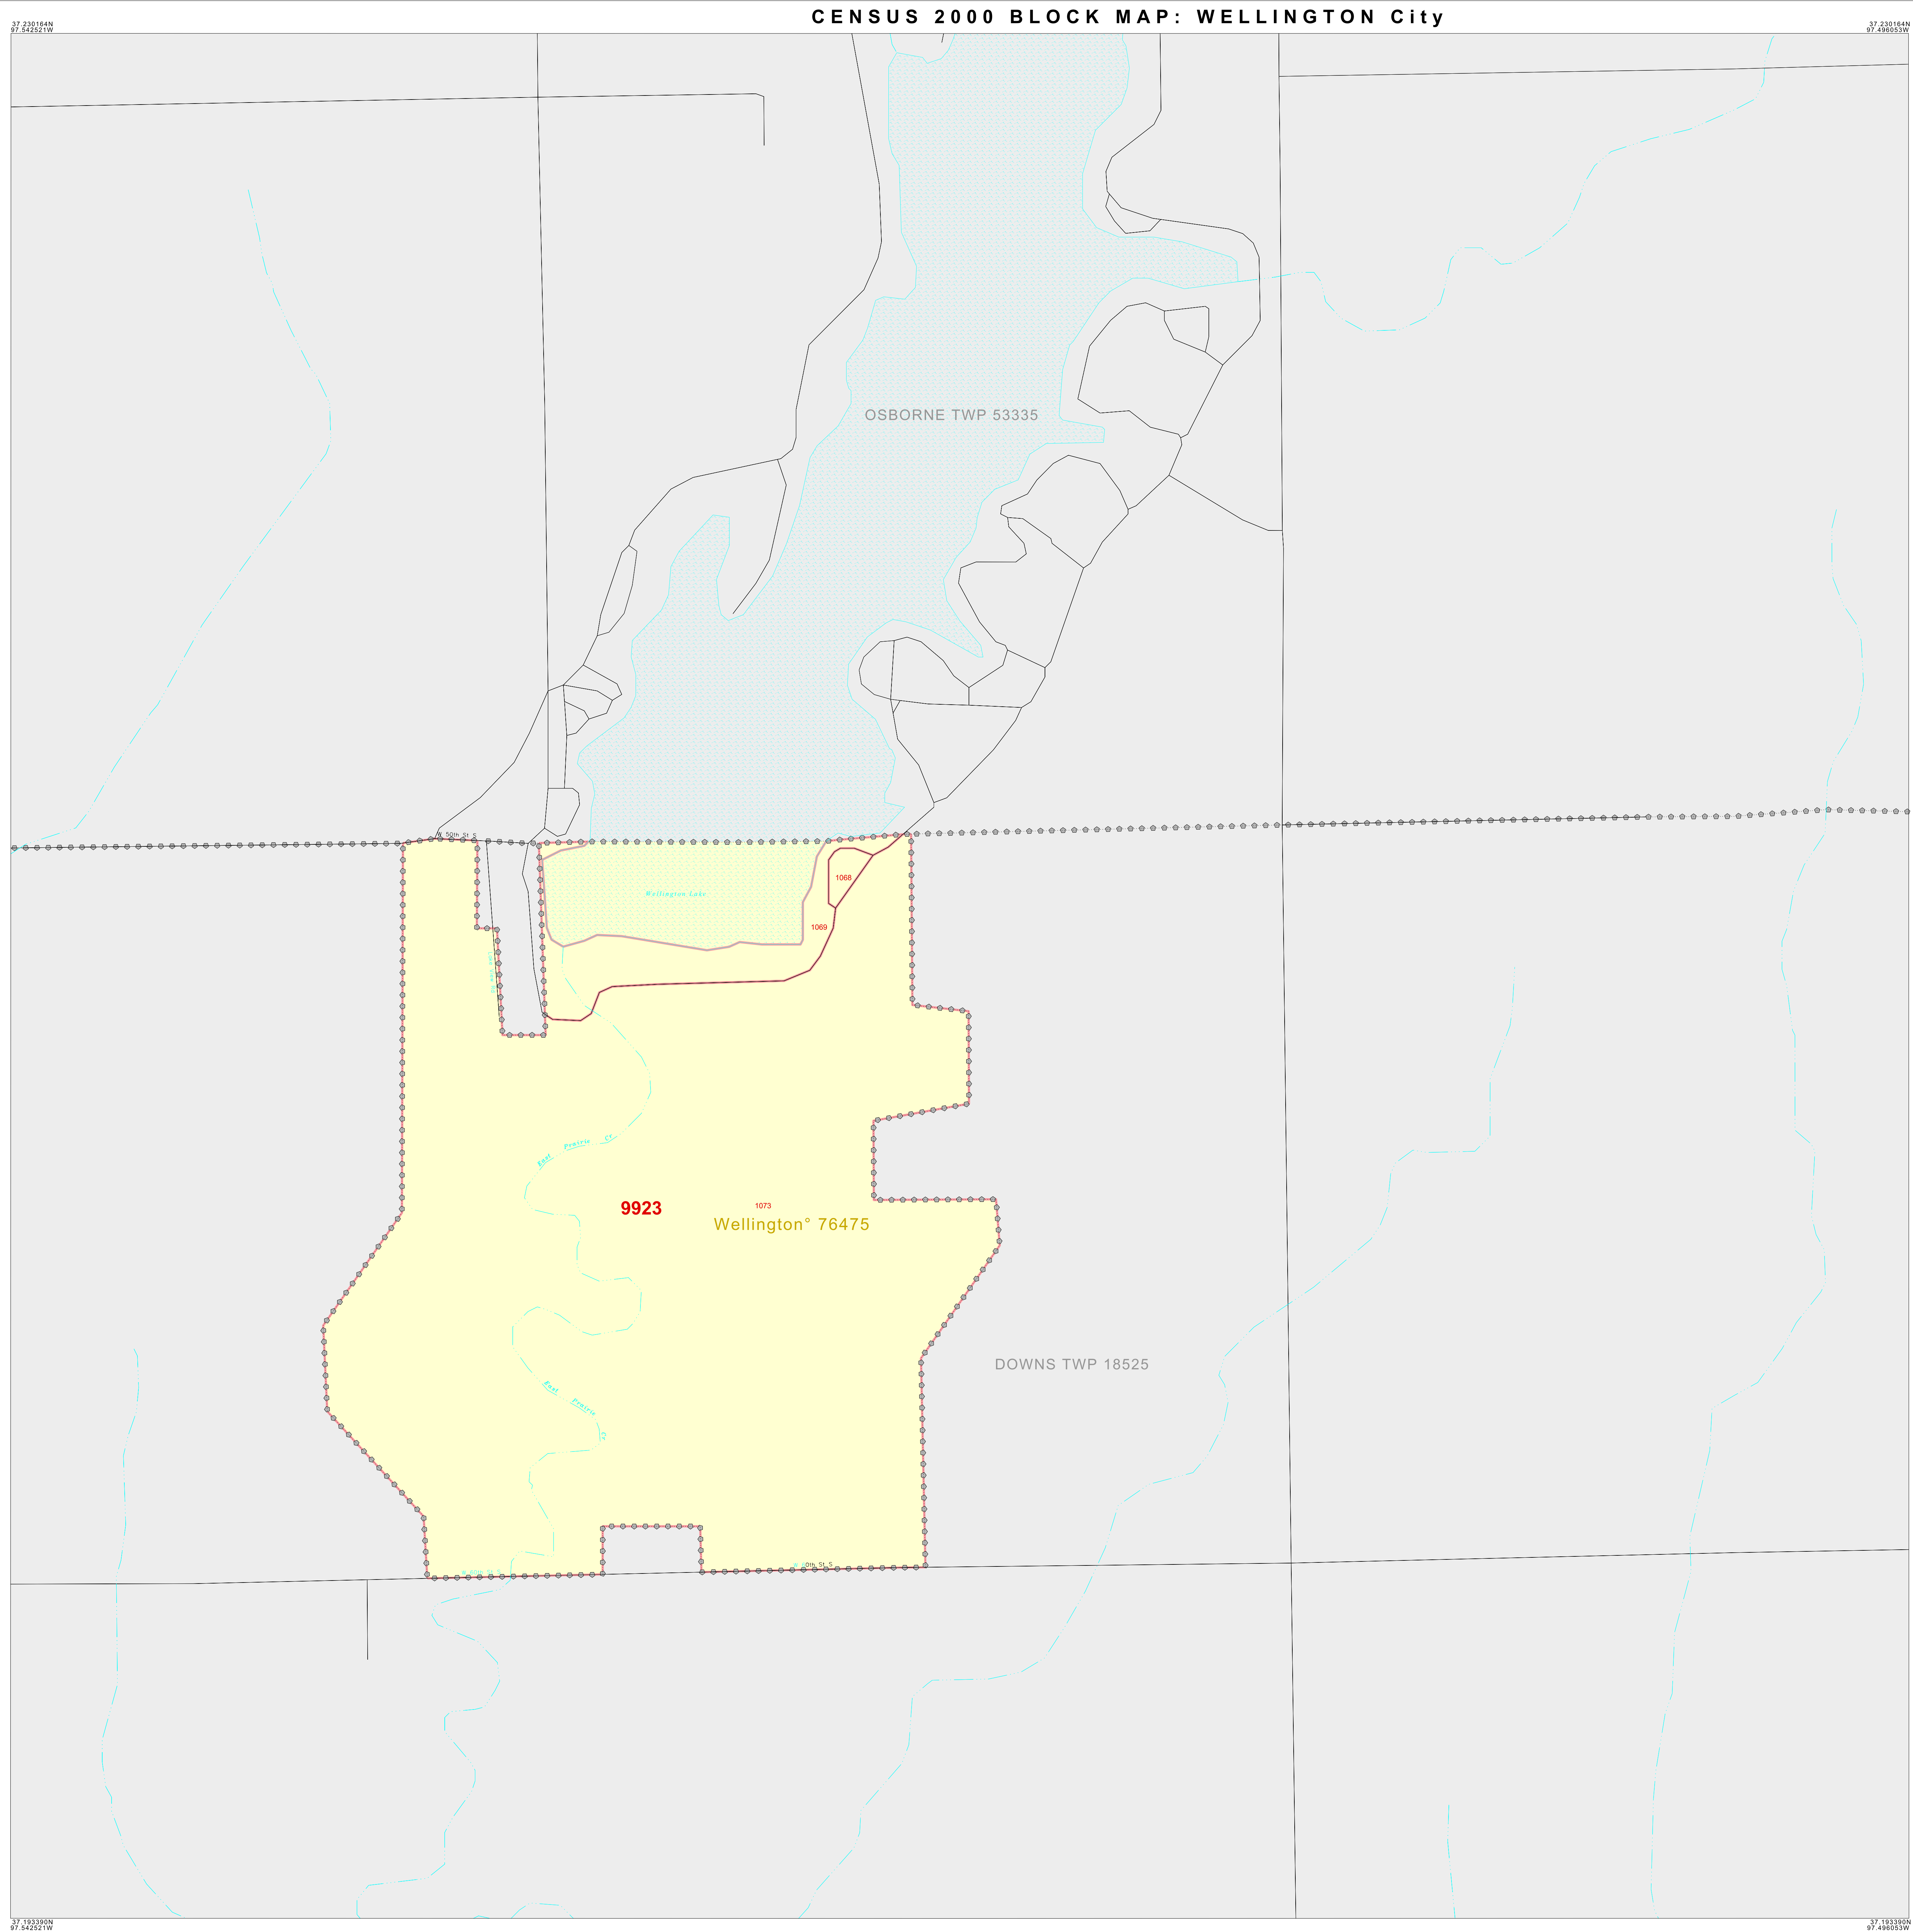 CENSUS 2000 BLOCK MAP: WELLINGTON City
37.230164N
97.542521W
37.230164N
97.496053W
OSBORNE TWP 53335
W 50th St S
1068
Wellington Lake
1069
East Prairie Cr
9923
1073
Wellington° 76475
DOWNS TWP 18525
East Prairie Cr
0th St S
37.193390N
97.542521W
37.193390N
97.496053W